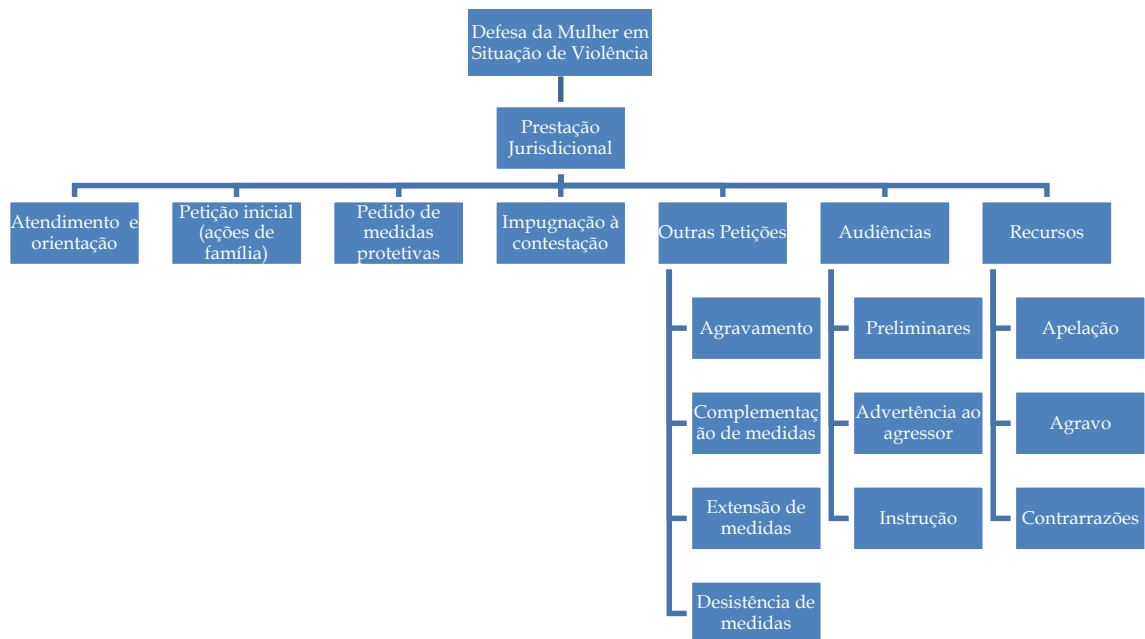 Defesa da Mulher em
Situação de Violência
Prestação
Jurisdicional
Atendimento e
orientação
Petição inicial
(ações de
família)
Pedido de
medidas
protetivas
Impugnação à
contestação
Outras Petições
Agravamento
Complementaç
ão de medidas
Extensão de
medidas
Desistência de
medidas
Audiências
Preliminares
Advertência ao
agressor
Instrução
Recursos
Apelação
Agravo
Contrarrazões